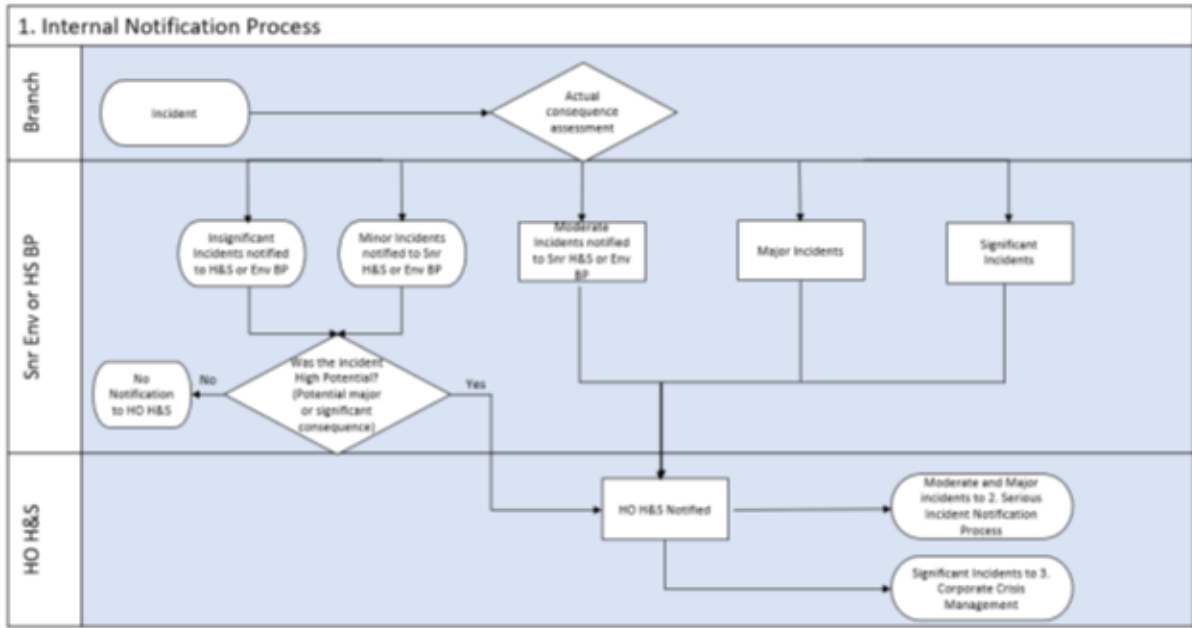 1. Internal Notification Process
Branch
Incident
Actual
consequence
assessment
Snr Env or HS BP
Insignificant
Incidents notified
to H&S or Env BP
Minor Incidents
notified to Snr
H&S or Env BP
Moderate
Incidents notified
to Snr H&S or Env
BP
Major Incidents
Significant
Incidents
No
Notification
to HO H&S
No
Was the incident
High Potential?
(Potential major
or significant
consequence)
Yes
HO H&S
HO H&S Notified
Moderate and Major
incidents to 2. Serious
Incident Notification
Process
Significant Incidents to 3.
Corporate Crisis
Management